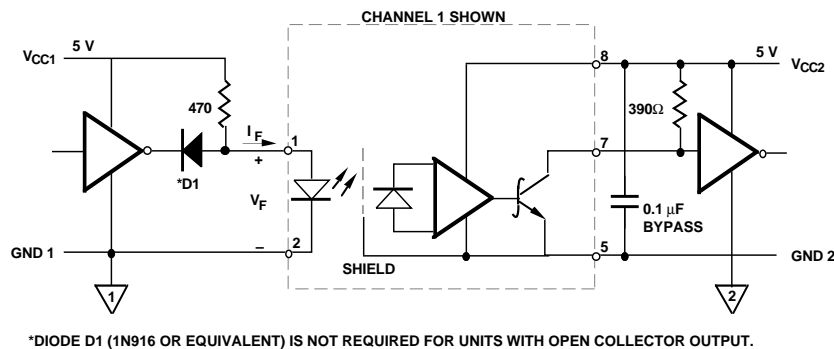 CHANNEL 1 SHOWN
5 V
VCC1
470
IF
+
1
*D1
VF
–
2
GND 1
1
SHIELD
8
5 V
VCC2
390Ω
7
0.1 µF
BYPASS
5
GND 2
2
*DIODE D1 (1N916 OR EQUIVALENT) IS NOT REQUIRED FOR UNITS WITH OPEN COLLECTOR OUTPUT.